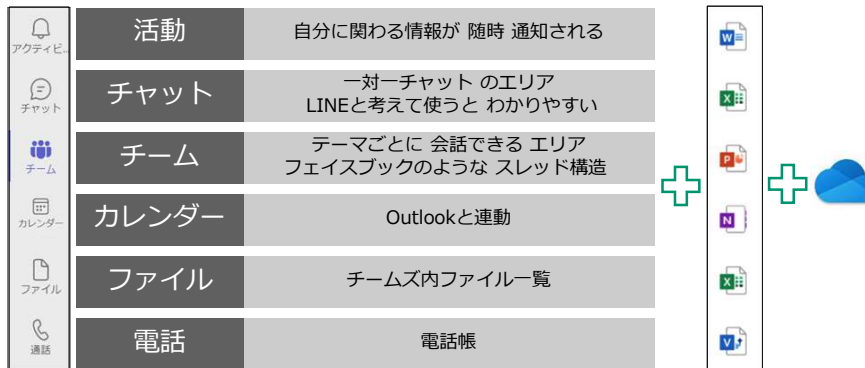 アクティビ...
活動
自分に関わる情報が 随時 通知される
チャット
チャット
一対一チャット のエリア
LINEと考えて使うと わかりやすい
チーム
チーム
テーマごとに 会話できる エリア
フェイスブックのような スレッド構造
カレンダー
カレンダー
Outlookと連動
ファイル
ファイル
チームズ内ファイル一覧
通話
電話
電話帳
W
X
P
N
X
V